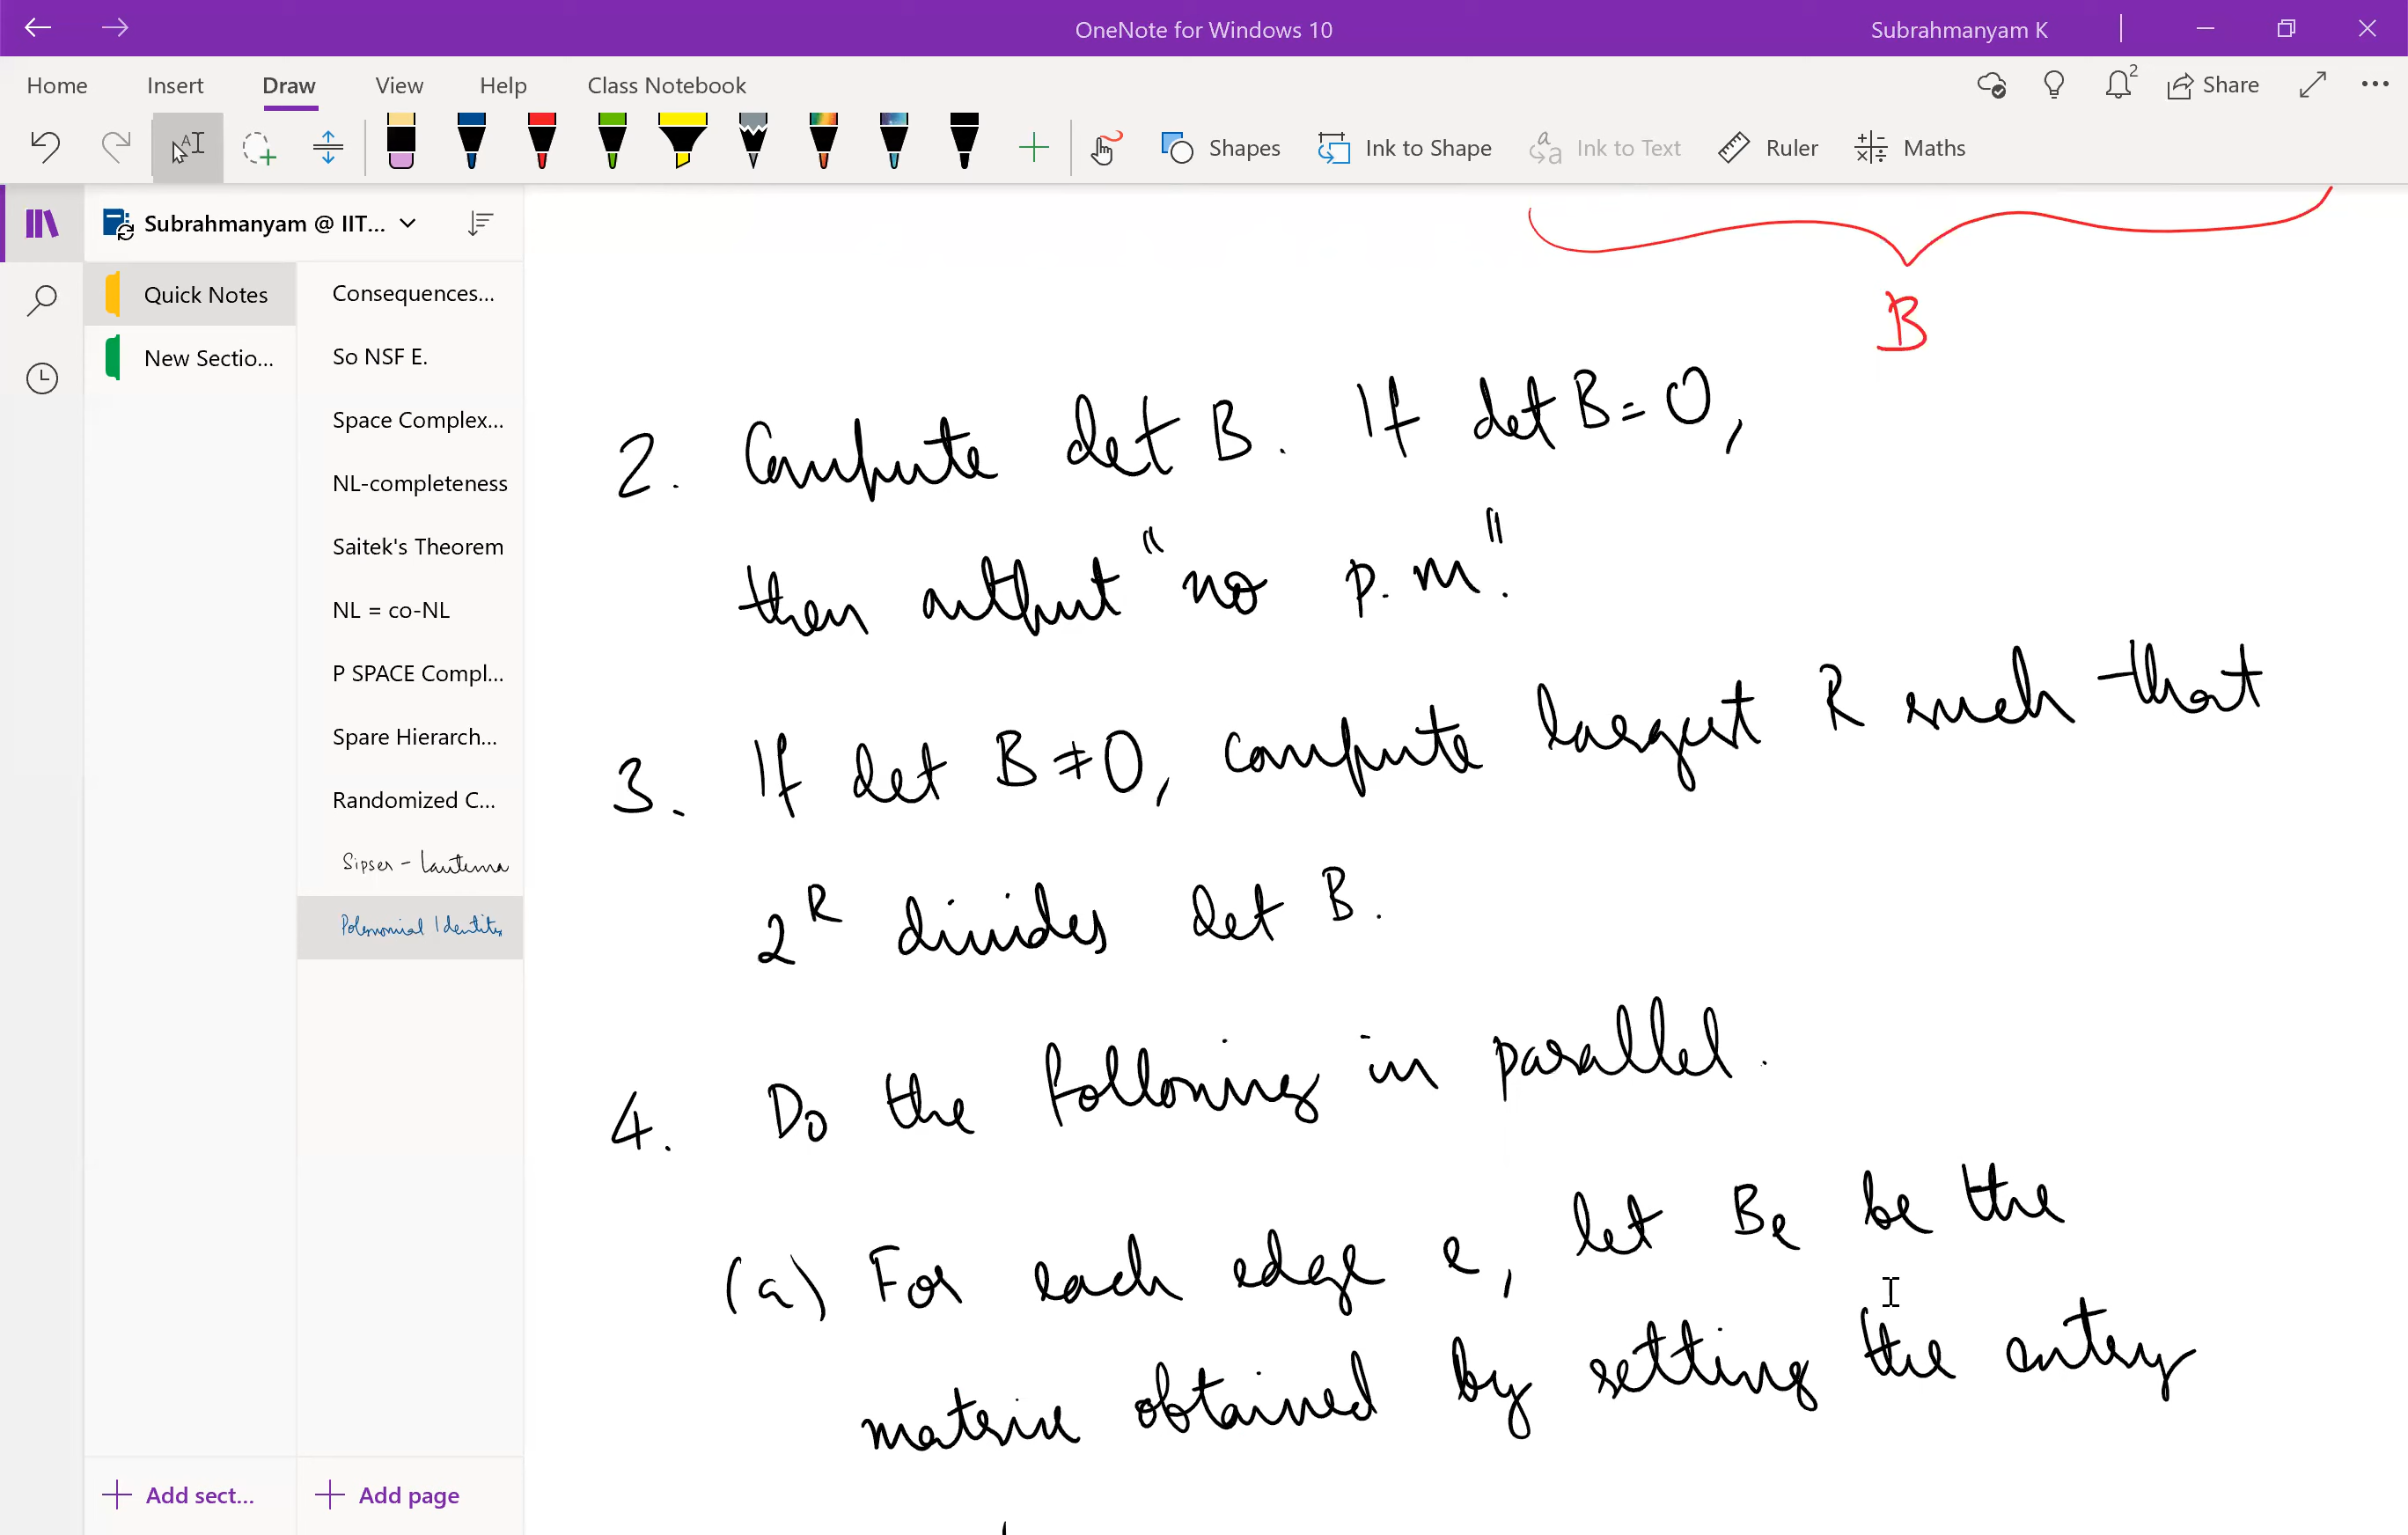 OneNote for Windows 10
Subrahmanyam K
Home Insert Draw View Help Class Notebook
2 Share
Shapes Ink to Shape Ink to Text Ruler Maths
Subrahmanyam @ IIT...
Quick Notes
New Sectio...
Consequences...
So NSF E.
Space Complex...
NL-completeness
Saitek's Theorem
NL = co-NL
P SPACE Compl...
Spare Hierarch...
Randomized C...
Sipser - Lautema
Polynomial Identity
Add sect...
Add page
B
2. Compute det B. If det B = 0,
then output "no p.m".
3. If det B ≠ 0, compute largest R such that
2^R divides det B.
4. Do the following in parallel.
(a) For each edge e, let B_e be the
matrix obtained by setting the entry